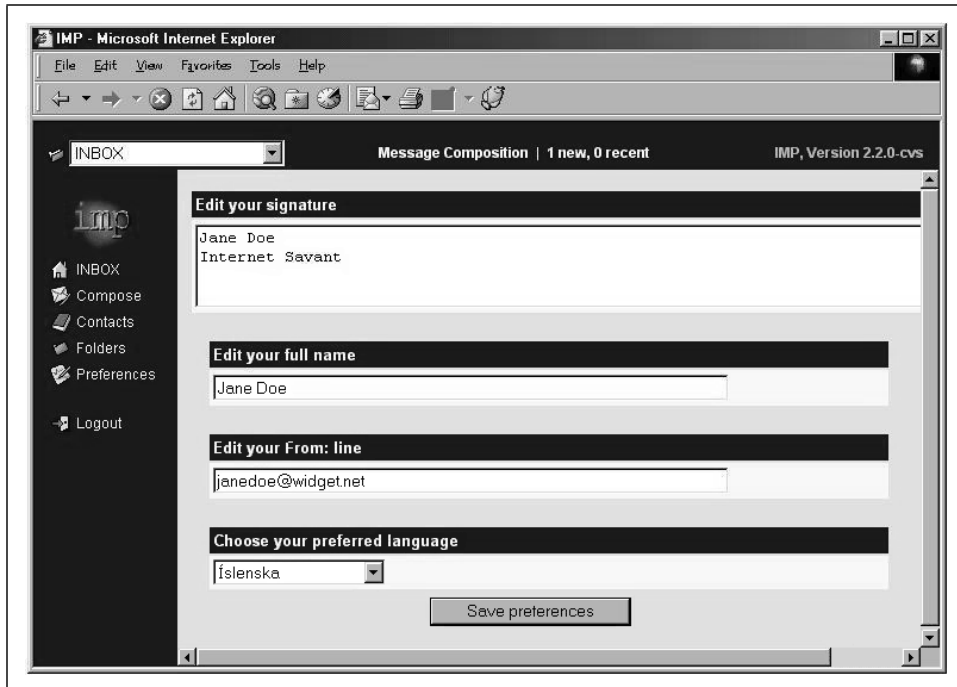 IMP - Microsoft Internet Explorer
File Edit View Favorites Tools Help
INBOX
Message Composition | 1 new, 0 recent
IMP, Version 2.2.0-cvs
imp
INBOX
Compose
Contacts
Folders
Preferences
Logout
Edit your signature
Jane Doe
Internet Savant
Edit your full name
Jane Doe
Edit your From: line
janedoe@widget.net
Choose your preferred language
Íslenska
Save preferences